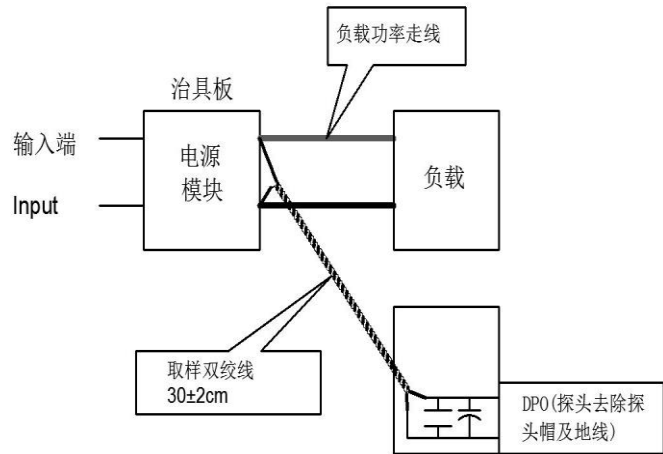 负载功率走线
治具板
输入端
电源
模块
负载
Input
取样双绞线
30±2cm
DPO(探头去除探
头帽及地线)